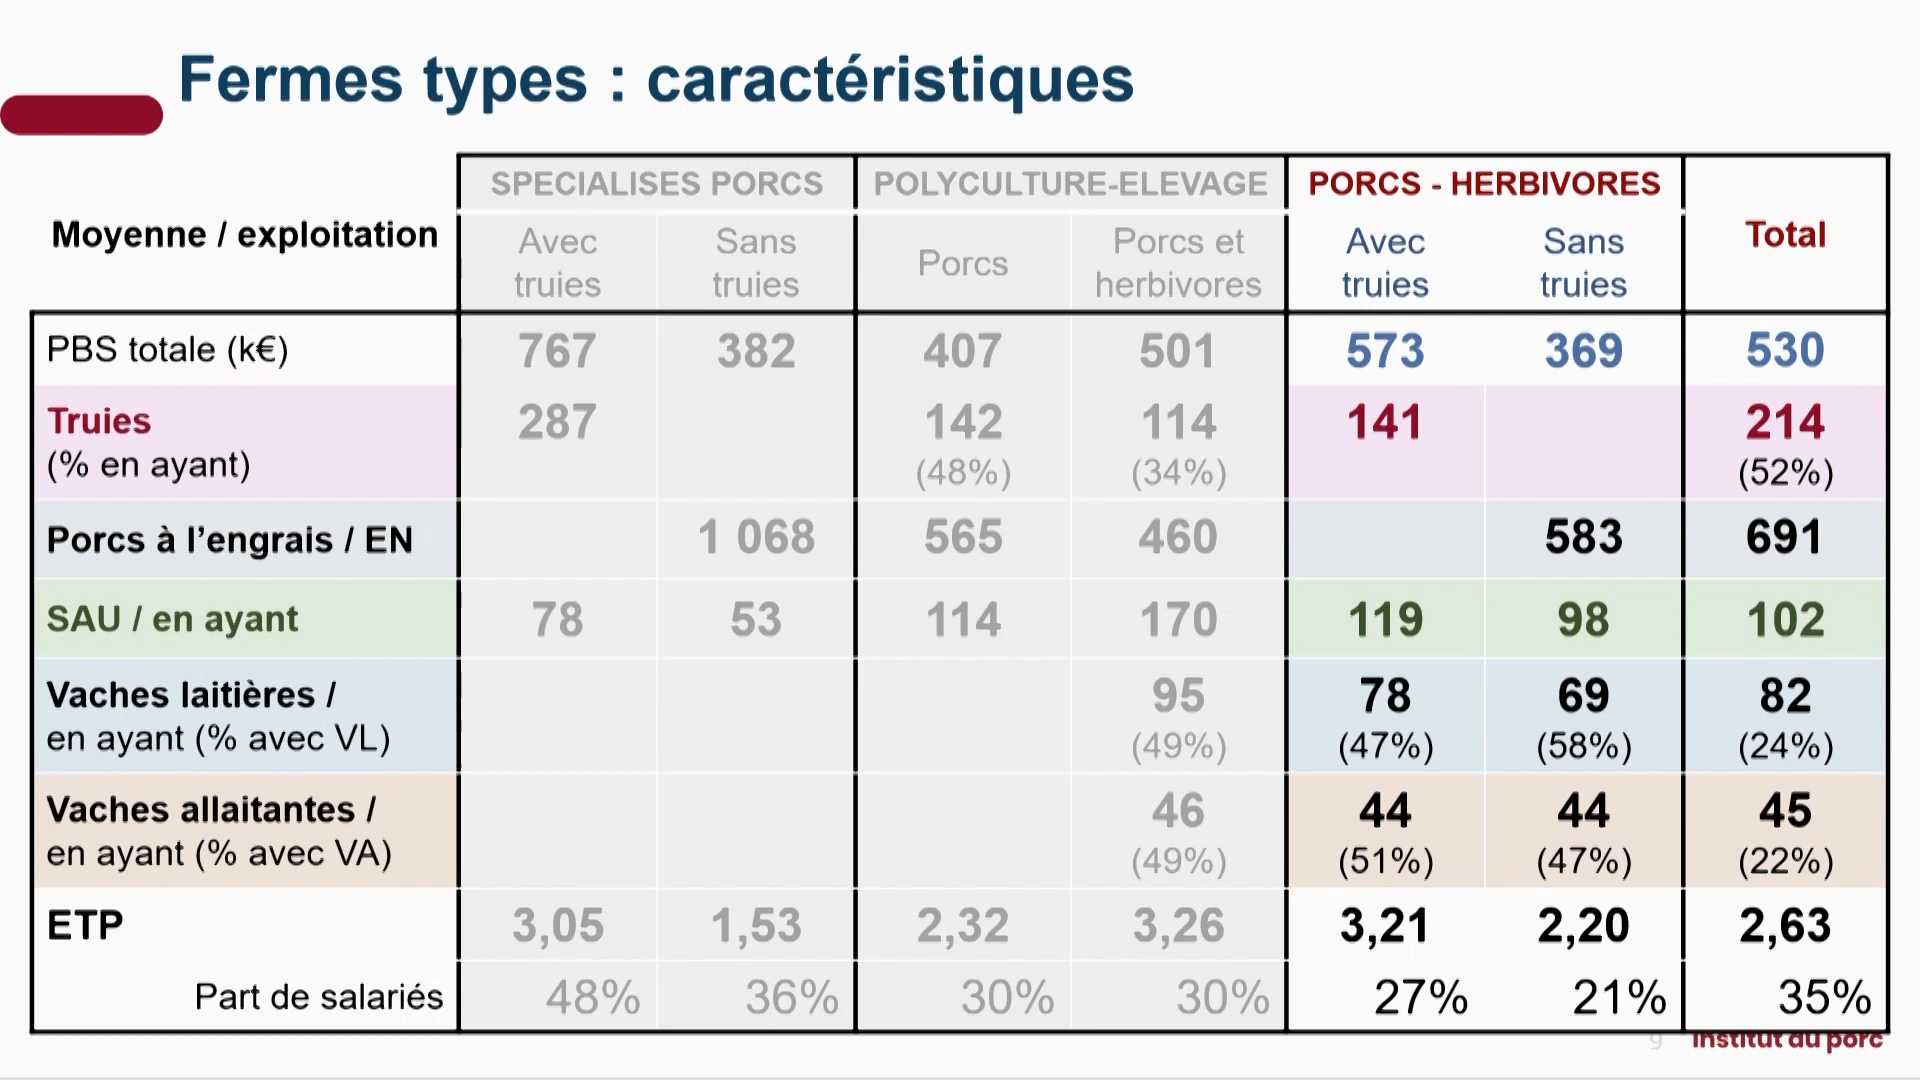 Fermes types : caractéristiques
Moyenne / exploitation
SPECIALISES PORCS POLYCULTURE-ELEVAGE PORCS - HERBIVORES Total
Avec truies Sans truies Porcs Porcs et herbivores Avec truies Sans truies
PBS totale (k€) 767 382 407 501 573 369 530
Truies 287 142 114 141 214
(% en ayant) (48%) (34%) (52%)
Porcs à l'engrais / EN 1 068 565 460 583 691
SAU / en ayant 78 53 114 170 119 98 102
Vaches laitières / 95 78 69 82
en ayant (% avec VL) (49%) (47%) (58%) (24%)
Vaches allaitantes / 46 44 44 45
en ayant (% avec VA) (49%) (51%) (47%) (22%)
ETP 3,05 1,53 2,32 3,26 3,21 2,20 2,63
Part de salariés 48% 36% 30% 30% 27% 21% 35%
9 Institut du porc